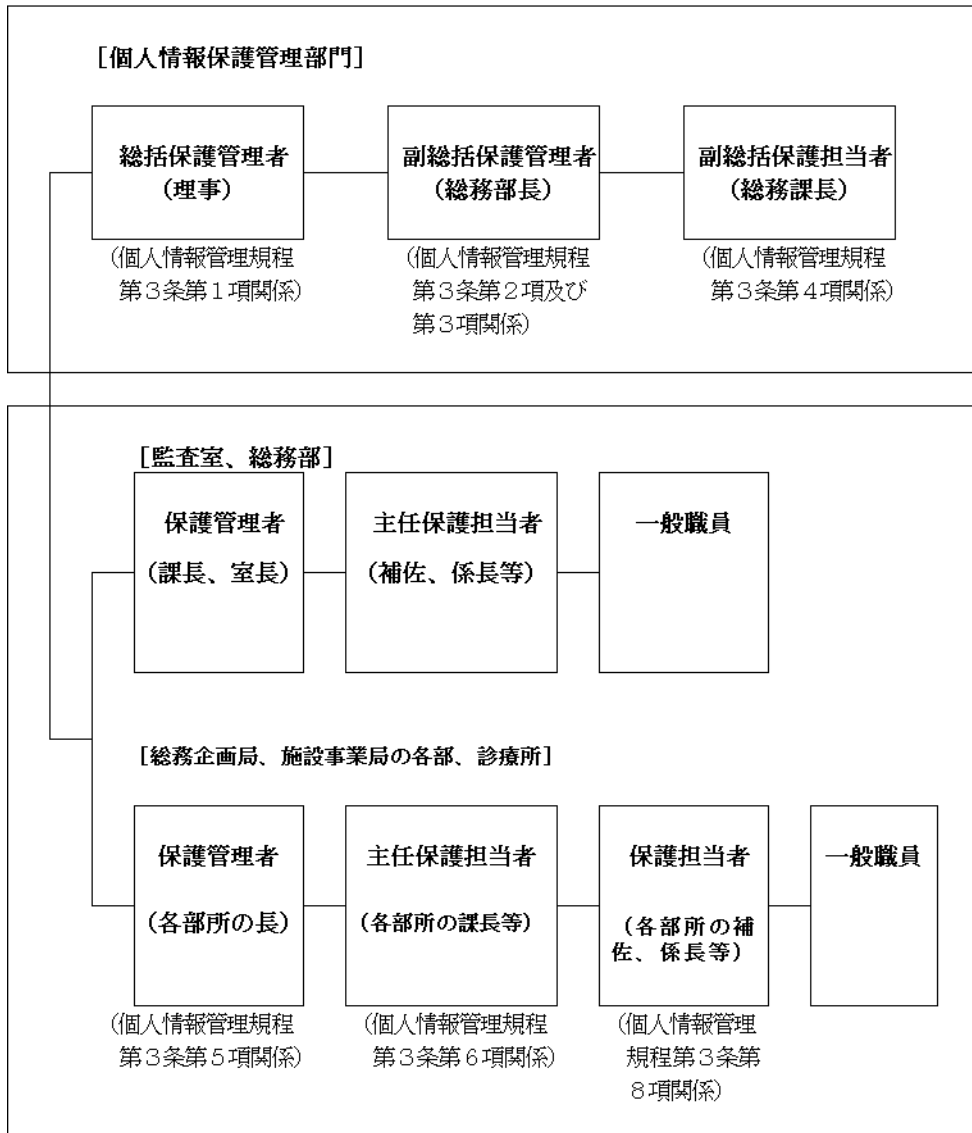 ［個人情報保護管理部門］
総括保護管理者
（理事）
（個人情報管理規程
第３条第１項関係）
副総括保護管理者
（総務部長）
（個人情報管理規程
第３条第２項及び
第３項関係）
副総括保護担当者
（総務課長）
（個人情報管理規程
第３条第４項関係）
［監査室、総務部］
保護管理者
（課長、室長）
主任保護担当者
（補佐、係長等）
一般職員
［総務企画局、施設事業局の各部、診療所］
保護管理者
（各部所の長）
（個人情報管理規程
第３条第５項関係）
主任保護担当者
（各部所の課長等）
（個人情報管理規程
第３条第６項関係）
保護担当者
（各部所の補
佐、係長等）
（個人情報管理
規程第３条第
８項関係）
一般職員